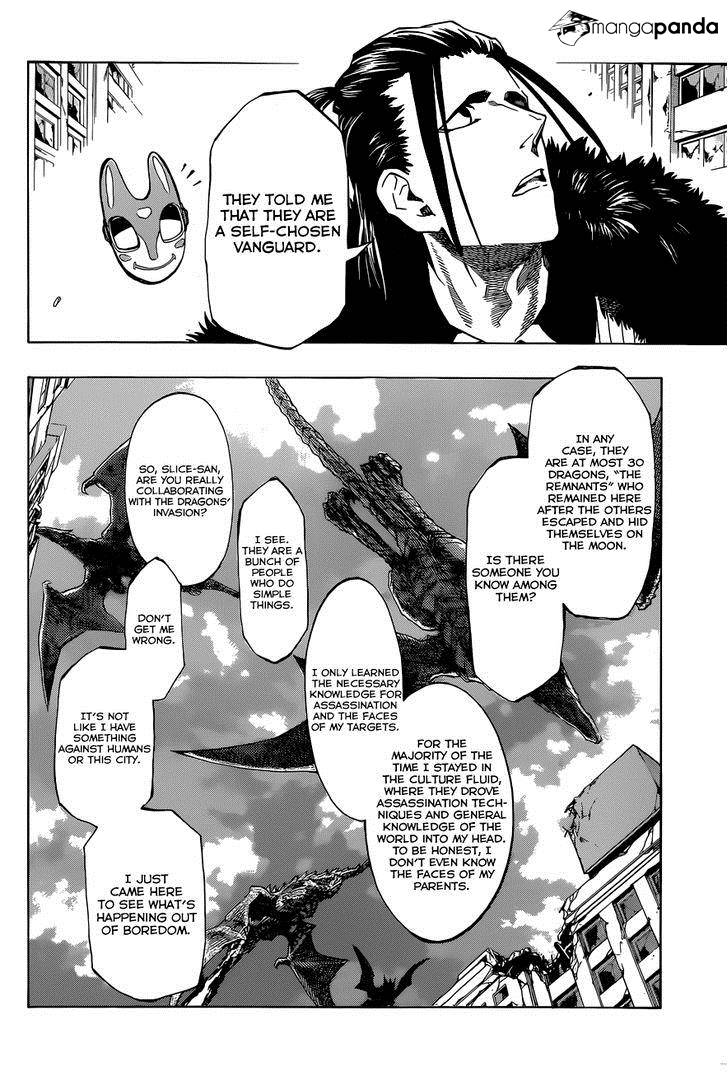 mangapanda
THEY TOLD ME
THAT THEY ARE
A SELF-CHOSEN
VANGUARD.
IN ANY
CASE, THEY
ARE AT MOST 30
DRAGONS, "THE
REMNANTS" WHO
REMAINED HERE
AFTER THE OTHERS
ESCAPED AND HID
THEMSELVES ON
THE MOON.
IS THERE
SOMEONE YOU
KNOW AMONG
THEM?
I ONLY LEARNED
THE NECESSARY
KNOWLEDGE FOR
ASSASSINATION
AND THE FACES
OF MY TARGETS.
FOR THE
MAJORITY OF THE
TIME I STAYED IN
THE CULTURE FLUID,
WHERE THEY DROVE
ASSASSINATION TECH-
NIQUES AND GENERAL
KNOWLEDGE OF THE
WORLD INTO MY HEAD.
TO BE HONEST, I
DON'T EVEN KNOW
THE FACES OF MY
PARENTS.
I SEE.
THEY ARE A
BUNCH OF
PEOPLE
WHO DO
SIMPLE
THINGS.
SO, SLICE-SAN,
ARE YOU REALLY
COLLABORATING
WITH THE DRAGONS'
INVASION?
DON'T
GET ME
WRONG.
IT'S NOT
LIKE I HAVE
SOMETHING
AGAINST HUMANS
OR THIS CITY.
I JUST
CAME HERE
TO SEE WHAT'S
HAPPENING OUT
OF BOREDOM.